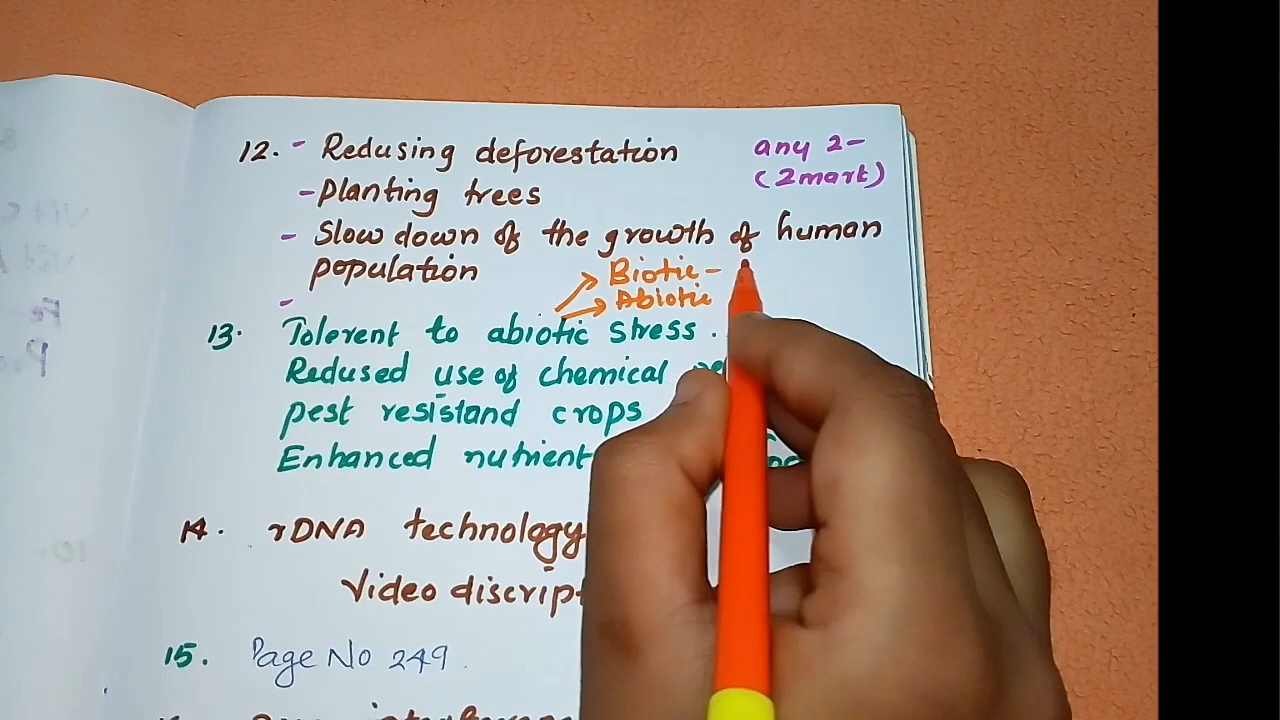 12. - Redusing deforestation any 2-
- Planting trees (2mark)
- Slow down of the growth of human
population
- Biotic -
Abiotic
13. Tolerent to abiotic stress.
Redused use of chemical
pest resistand crops
Enhanced nutrient
14. rDNA technology
Video discrip
15. Page No 249.